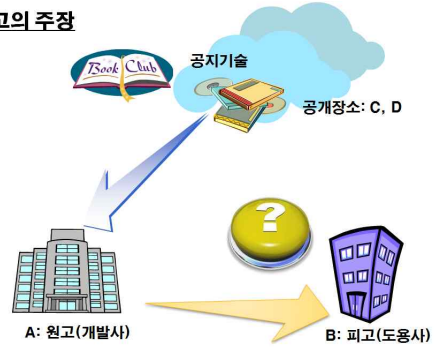 고의 주장
Book Club
공지기술
공개장소: C, D
?
A: 원고(개발사)
B: 피고(도용사)